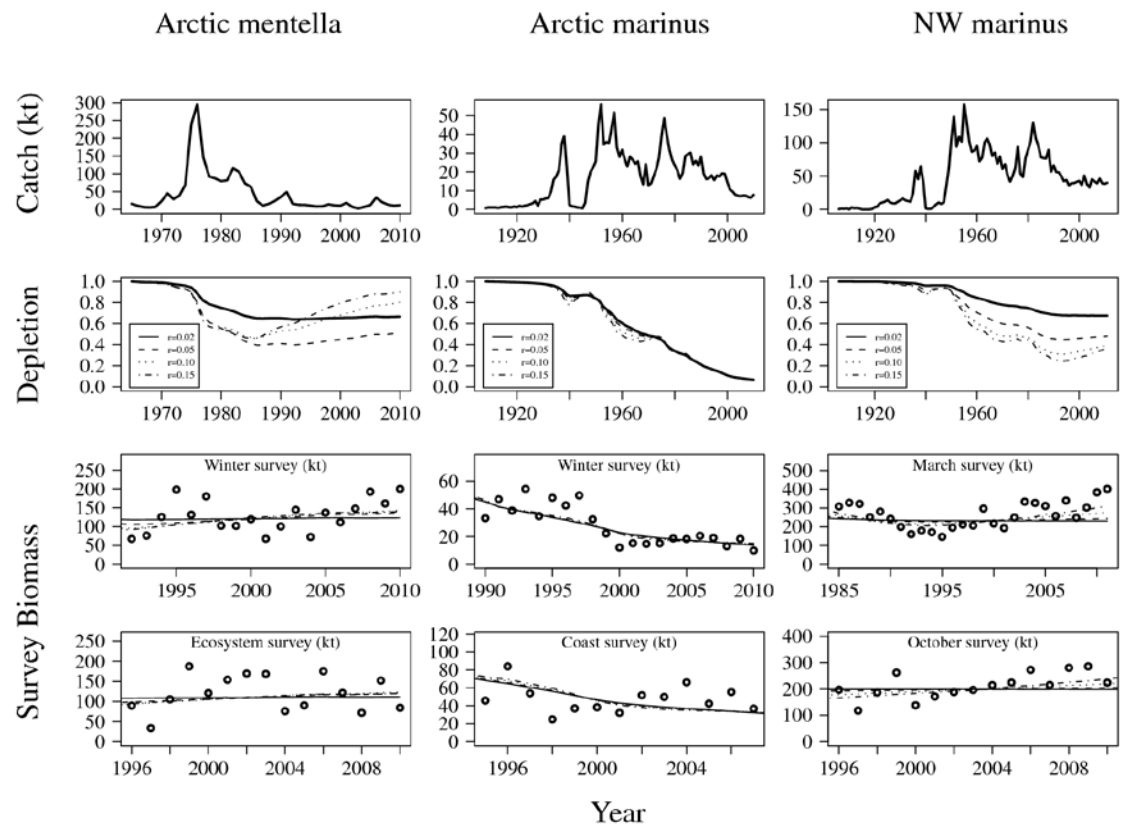 Arctic mentella Arctic marinus NW marinus
Catch (kt)
300
250
200
150
100
50
0
1970 1980 1990 2000 2010
50
40
30
20
10
0
1920 1960 2000
150
100
50
0
1920 1960 2000
Depletion
1.0
0.8
0.6
0.4
0.2
0.0
r=0.02
r=0.05
r=0.10
r=0.15
1970 1980 1990 2000 2010
1.0
0.8
0.6
0.4
0.2
0.0
r=0.02
r=0.05
r=0.10
r=0.15
1920 1960 2000
1.0
0.8
0.6
0.4
0.2
0.0
r=0.02
r=0.05
r=0.10
r=0.15
1920 1960 2000
Survey Biomass
Winter survey (kt)
250
200
150
100
50
0
1995 2000 2005 2010
Winter survey (kt)
60
40
20
0
1990 1995 2000 2005 2010
March survey (kt)
500
400
300
200
100
0
1985 1995 2005
Ecosystem survey (kt)
250
200
150
100
50
0
1996 2000 2004 2008
Coast survey (kt)
120
100
80
60
40
20
0
1996 2000 2004
October survey (kt)
400
300
200
100
0
1996 2000 2004 2008
Year